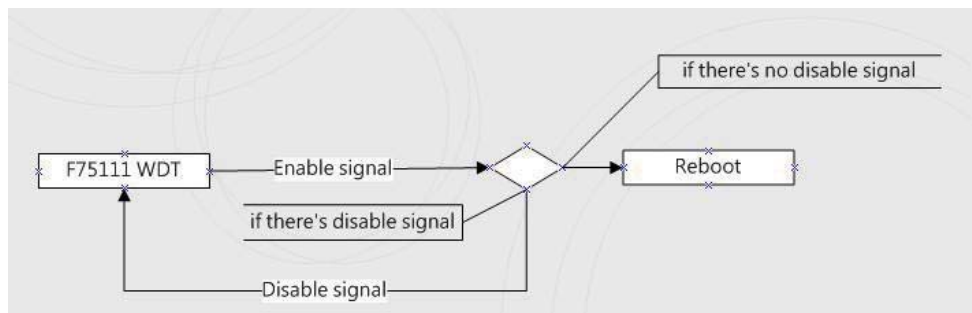 if there's no disable signal
F75111 WDT
Enable signal
Reboot
if there's disable signal
Disable signal